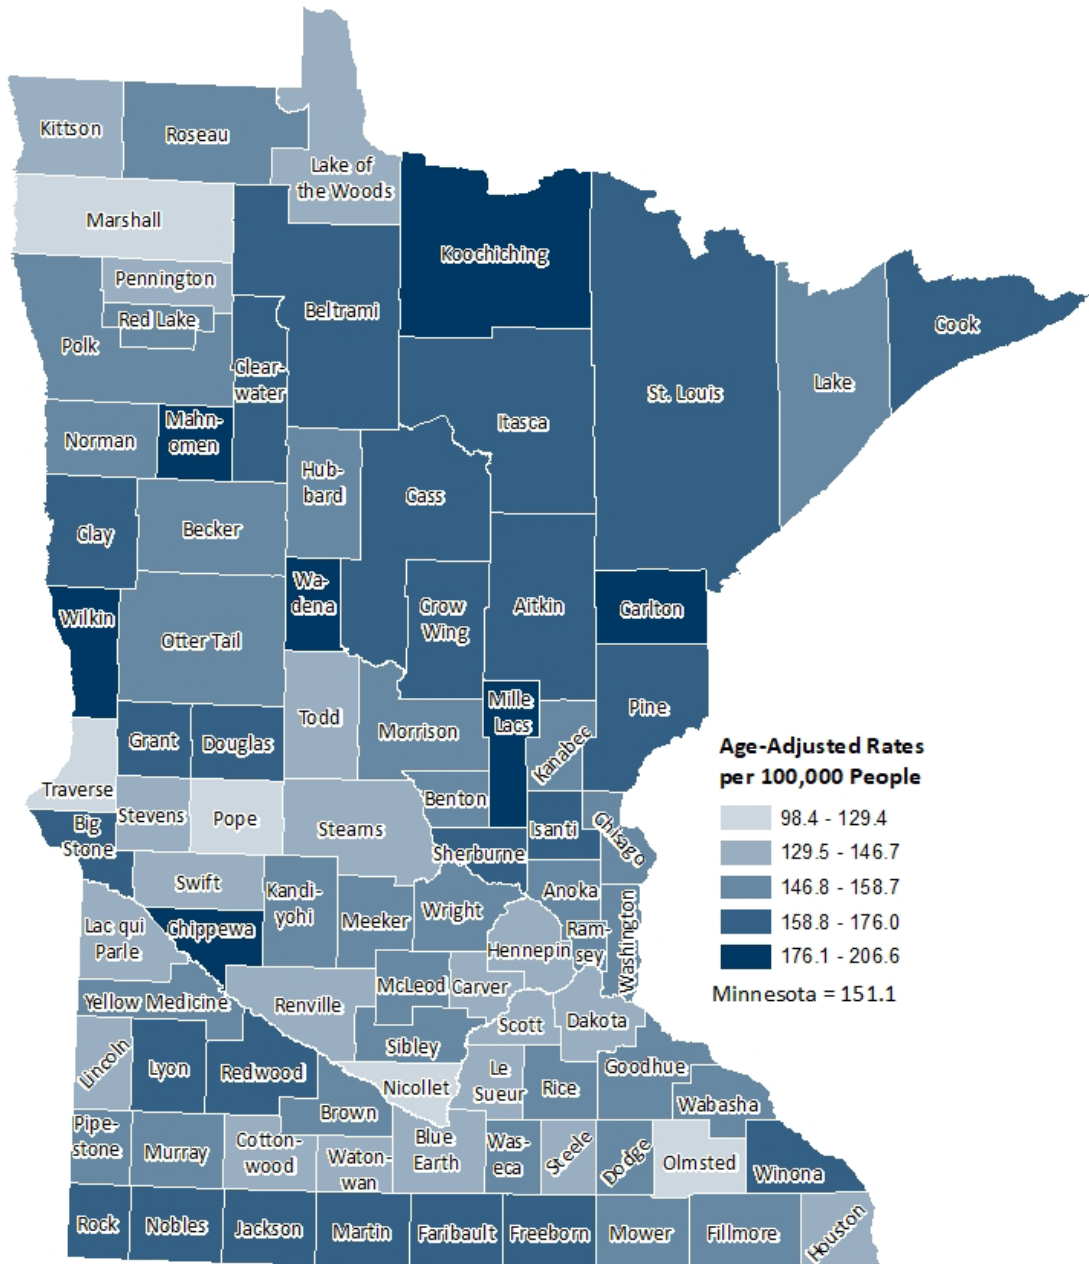 Kittson
Roseau
Lake of
the Woods
Marshall
Koochiching
Pennington
Beltrami
Red Lake
Cook
Polk
Clear-
water
Lake
St. Louis
Itasca
Mahn-
omen
Norman
Hub-
bard
Cass
Clay
Becker
Wa-
dena
Crow
Wing
Aitkin
Carlton
Wilkin
Otter Tail
Mille
Lacs
Pine
Todd
Morrison
Grant
Douglas
Kanabec
Traverse
Stevens
Pope
Benton
Stearns
Big
Stone
Isanti
Chisago
Sherburne
Swift
Kandi-
yohi
Anoka
Meeker
Wright
Lac qui
Parle
Chippewa
Hennepin
Ram-
sey
Washington
McLeod
Carver
Yellow Medicine
Renville
Scott
Dakota
Sibley
Lincoln
Lyon
Redwood
Nicollet
Le
Sueur
Rice
Goodhue
Wabasha
Brown
Pipe-
stone
Murray
Cotton-
wood
Waton-
wan
Blue
Earth
Was-
eca
Steele
Dodge
Olmsted
Winona
Rock
Nobles
Jackson
Martin
Faribault
Freeborn
Mower
Fillmore
Houston
Age-Adjusted Rates
per 100,000 People
98.4 - 129.4
129.5 - 146.7
146.8 - 158.7
158.8 - 176.0
176.1 - 206.6
Minnesota = 151.1